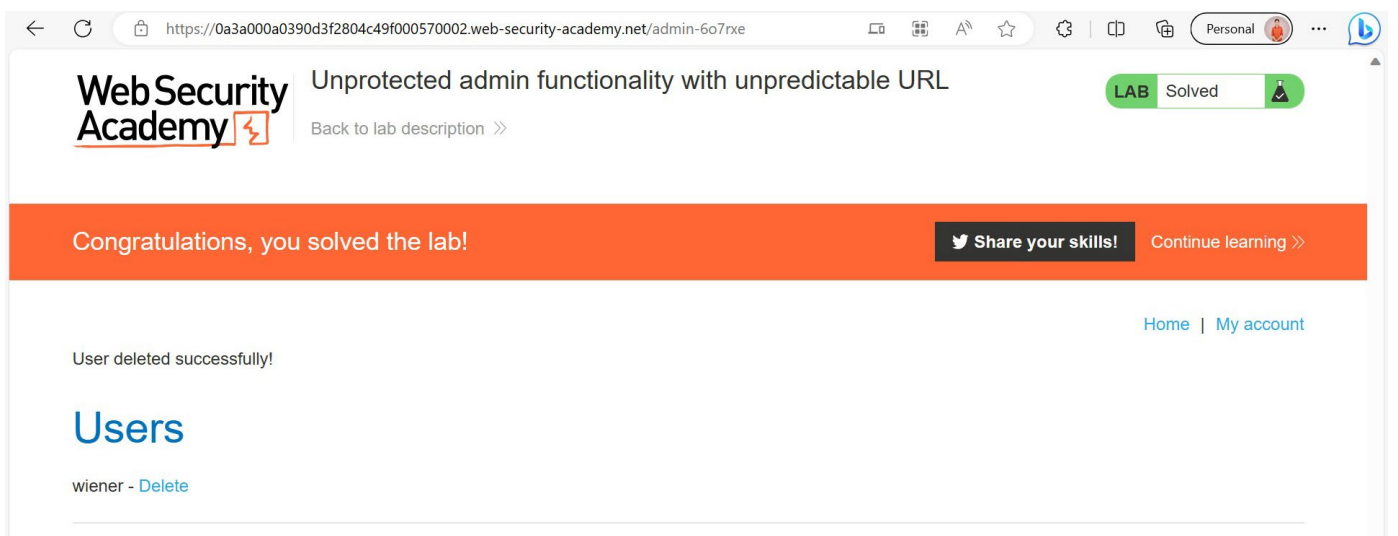 https://0a3a000a0390d3f2804c49f000570002.web-security-academy.net/admin-6o7rxe
Personal
Web Security
Academy
Unprotected admin functionality with unpredictable URL
Back to lab description
LAB Solved
Congratulations, you solved the lab!
Share your skills!
Continue learning
Home | My account
User deleted successfully!
Users
wiener - Delete